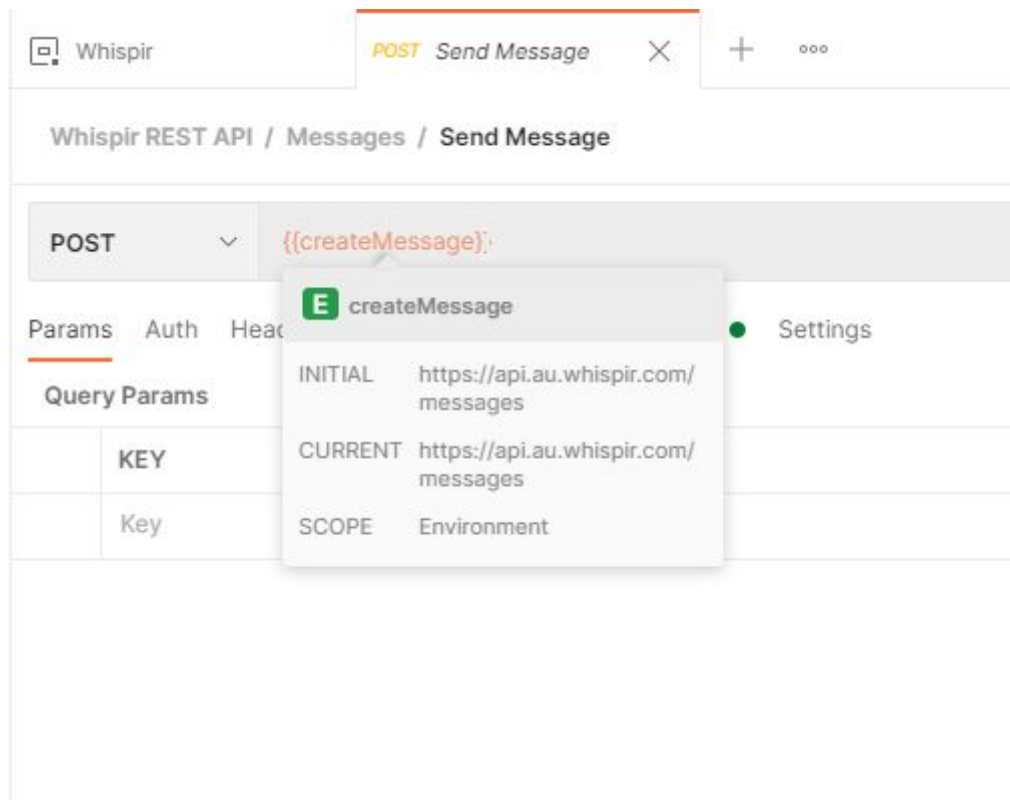 Whispir POST Send Message
Whispir REST API / Messages / Send Message
POST {{createMessage}}
E createMessage
Params Auth Settings
INITIAL https://api.au.whispir.com/
messages
Query Params
CURRENT https://api.au.whispir.com/
messages
KEY
SCOPE Environment
Key